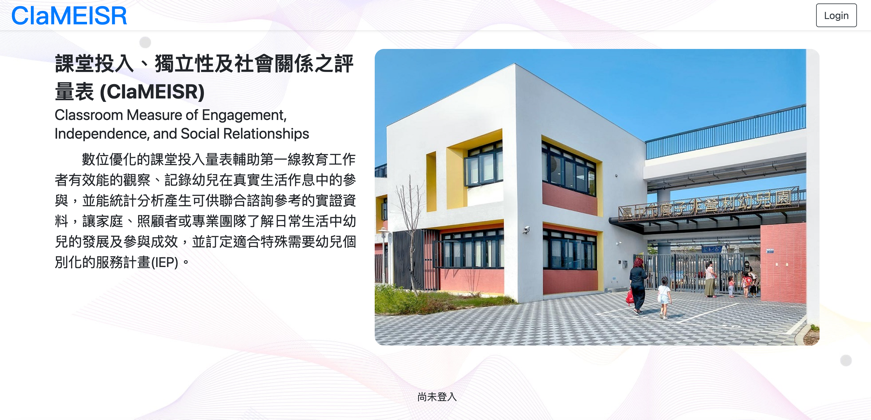 ClaMEISR
Login
課堂投入、獨立性及社會關係之評
量表 (ClaMEISR)
Classroom Measure of Engagement,
Independence, and Social Relationships
數位優化的課堂投入量表輔助第一線教育工作
者有效能的觀察、記錄幼兒在真實生活作息中的參
與，並能統計分析產生可供聯合諮詢參考的實證資
料，讓家庭、照顧者或專業團隊了解日常生活中幼
兒的發展及參與成效，並訂定適合特殊需要幼兒個
別化的服務計畫(IEP)。
非營利幼兒園
尚未登入